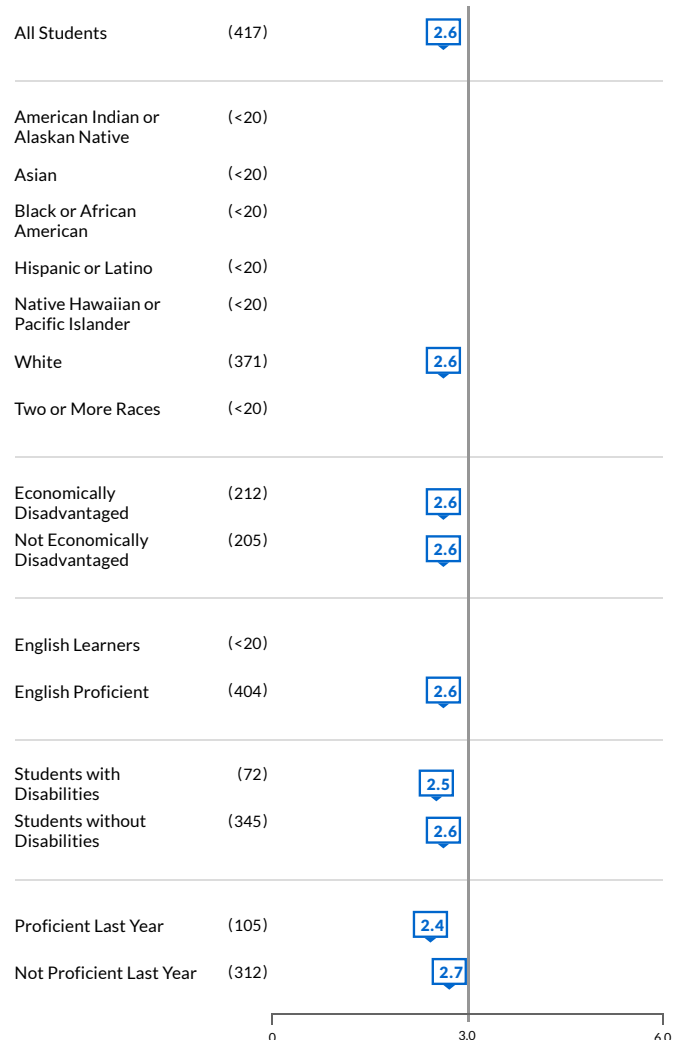 All Students (417) 2.6
American Indian or (<20)
Alaskan Native
Asian (<20)
Black or African (<20)
American
Hispanic or Latino (<20)
Native Hawaiian or (<20)
Pacific Islander
White (371) 2.6
Two or More Races (<20)
Economically (212) 2.6
Disadvantaged
Not Economically (205) 2.6
Disadvantaged
English Learners (<20)
English Proficient (404) 2.6
Students with (72) 2.5
Disabilities
Students without (345) 2.6
Disabilities
Proficient Last Year (105) 2.4
Not Proficient Last Year (312) 2.7
0 3.0 6.0